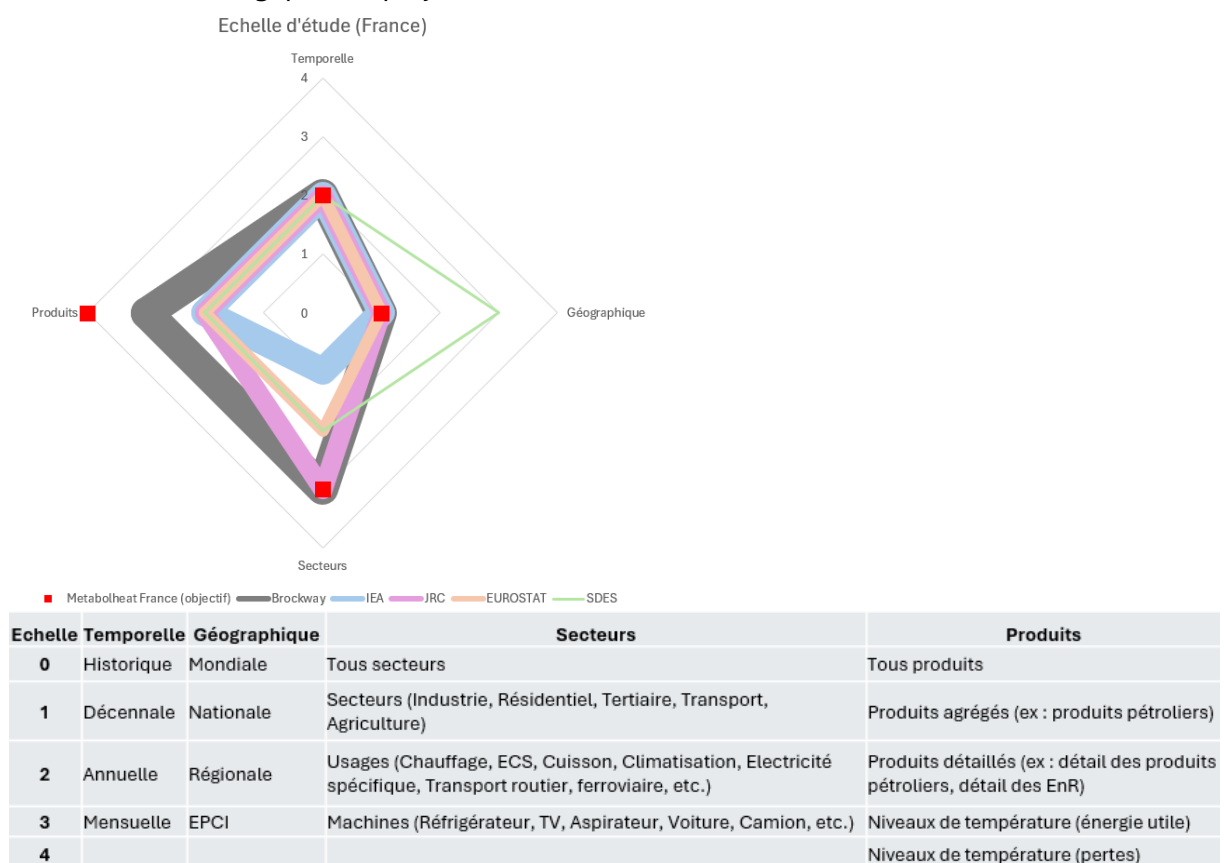 Echelle d'étude (France)
Temporelle
4
3
2
1
0
Produits
Géographique
Secteurs
Metabolheat France (objectif) Brockway IEA JRC EUROSTAT SDES
Echelle Temporelle Géographique Secteurs Produits
0 Historique Mondiale Tous secteurs Tous produits
1 Décennale Nationale Secteurs (Industrie, Résidentiel, Tertiaire, Transport,
Agriculture) Produits agrégés (ex : produits pétroliers)
2 Annuelle Régionale Usages (Chauffage, ECS, Cuisson, Climatisation, Electricité
spécifique, Transport routier, ferroviaire, etc.) Produits détaillés (ex : détail des produits
pétroliers, détail des EnR)
3 Mensuelle EPCI Machines (Réfrigérateur, TV, Aspirateur, Voiture, Camion, etc.) Niveaux de température (énergie utile)
4 Niveaux de température (pertes)